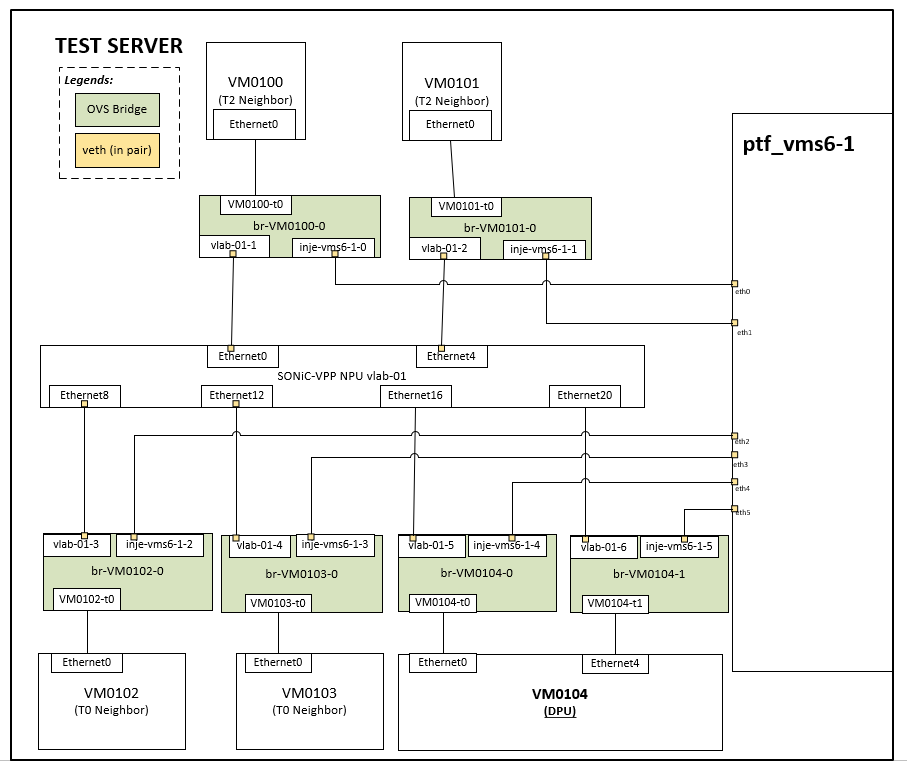 TEST SERVER
Legends:
OVS Bridge
veth (in pair)
VM0100
(T2 Neighbor)
Ethernet0
VM0101
(T2 Neighbor)
Ethernet0
ptf_vms6-1
VM0100-t0
br-VM0100-0
vlab-01-1
inje-vms6-1-0
VM0101-t0
br-VM0101-0
vlab-01-2
inje-vms6-1-1
eth0
eth1
Ethernet0
Ethernet4
SONiC-VPP NPU vlab-01
Ethernet8
Ethernet12
Ethernet16
Ethernet20
eth2
eth3
eth4
eth5
vlab-01-3
inje-vms6-1-2
br-VM0102-0
VM0102-t0
vlab-01-4
inje-vms6-1-3
br-VM0103-0
VM0103-t0
vlab-01-5
inje-vms6-1-4
br-VM0104-0
VM0104-t0
vlab-01-6
inje-vms6-1-5
br-VM0104-1
VM0104-t1
Ethernet0
VM0102
(T0 Neighbor)
Ethernet0
VM0103
(T0 Neighbor)
Ethernet0
Ethernet4
VM0104
(DPU)